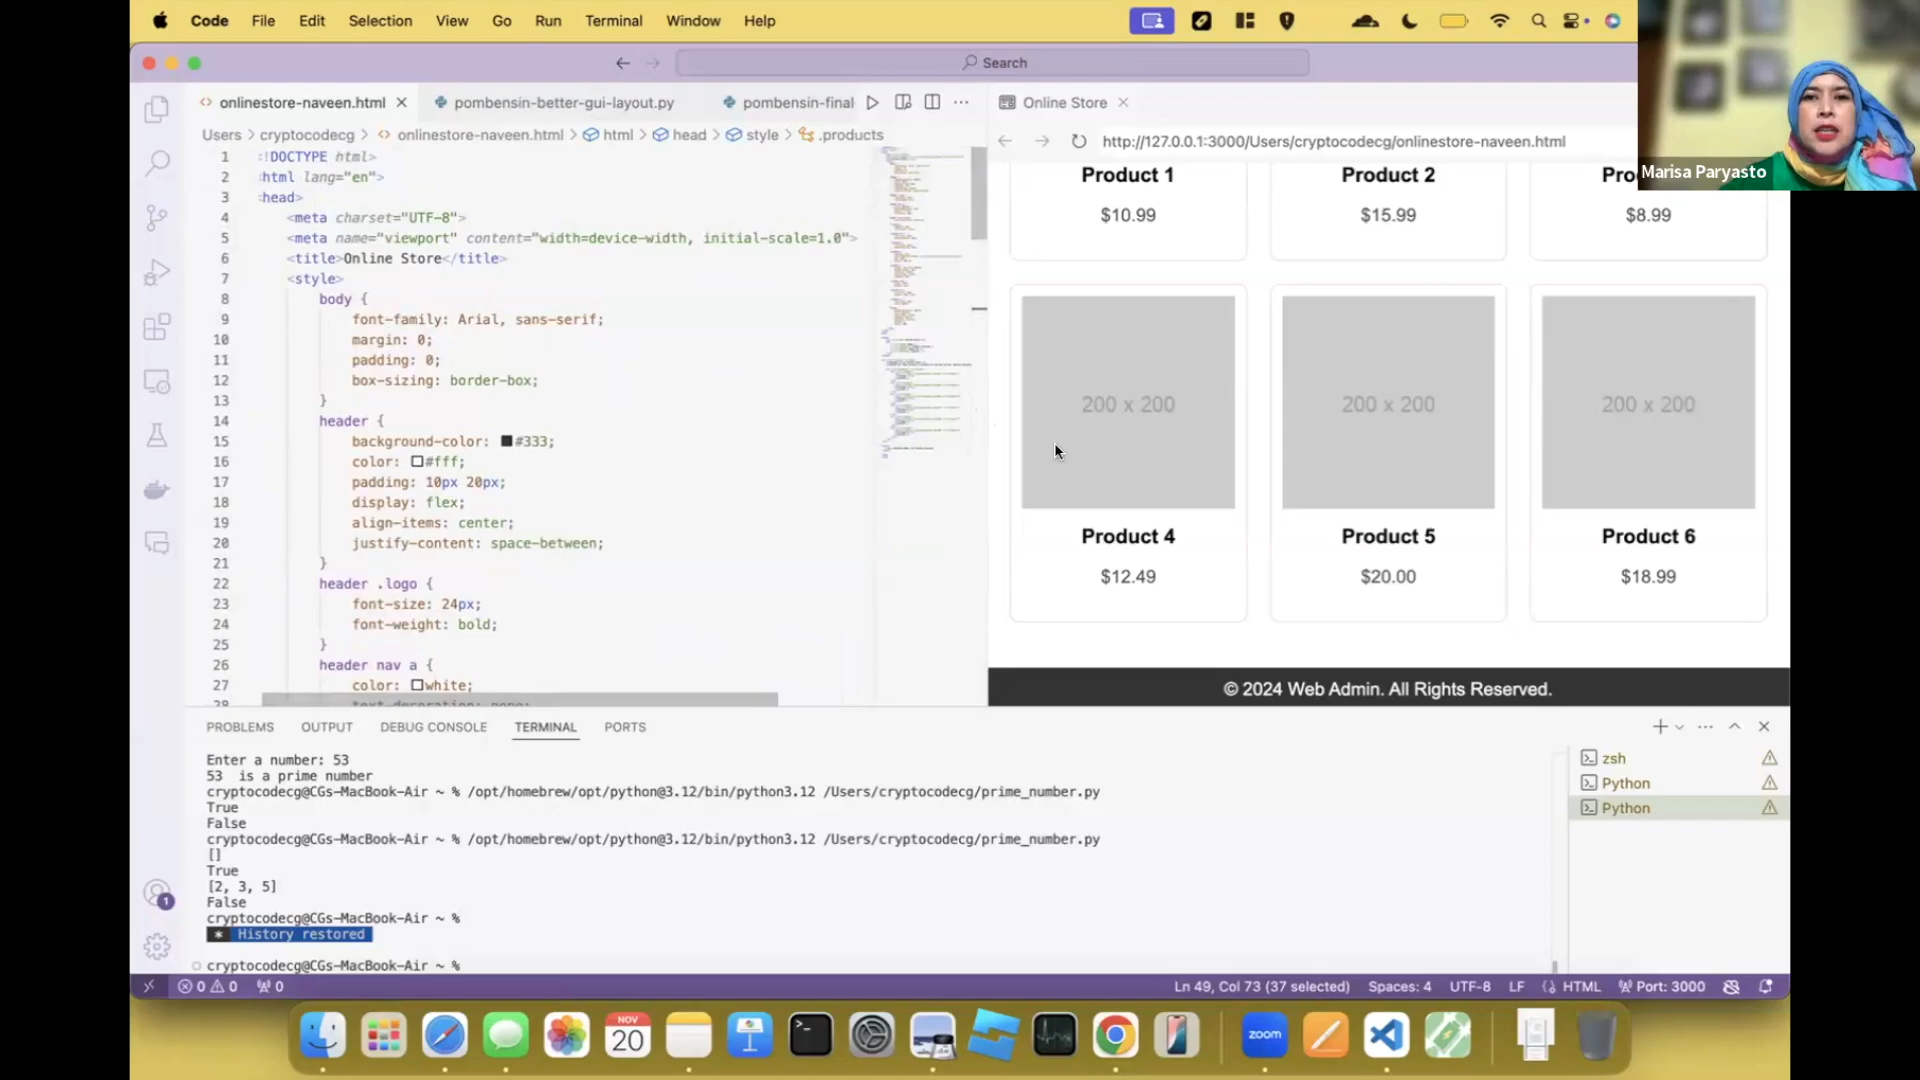 Code File Edit Selection View Go Run Terminal Window Help
Search
onlinestore-naveen.html pombensin-better-gui-layout.py pombensin-final
Users > cryptocodecg > onlinestore-naveen.html > html > head > style > .products
1 !DOCTYPE html>
2 html lang="en">
3 head>
4 <meta charset="UTF-8">
5 <meta name="viewport" content="width=device-width, initial-scale=1.0">
6 <title>Online Store</title>
7 <style>
8 body {
9 font-family: Arial, sans-serif;
10 margin: 0;
11 padding: 0;
12 box-sizing: border-box;
13 }
14 header {
15 background-color: #333;
16 color: #fff;
17 padding: 10px 20px;
18 display: flex;
19 align-items: center;
20 justify-content: space-between;
21 }
22 header .logo {
23 font-size: 24px;
24 font-weight: bold;
25 }
26 header nav a {
27 color: white;
28 text-decoration: none;
Online Store
http://127.0.0.1:3000/Users/cryptocodecg/onlinestore-naveen.html
Marisa Paryasto
Product 1 Product 2 Pro
$10.99 $15.99 $8.99
200 x 200 200 x 200 200 x 200
Product 4 Product 5 Product 6
$12.49 $20.00 $18.99
© 2024 Web Admin. All Rights Reserved.
PROBLEMS OUTPUT DEBUG CONSOLE TERMINAL PORTS
Enter a number: 53
53 is a prime number
cryptocodecg@CGs-MacBook-Air ~ % /opt/homebrew/opt/python@3.12/bin/python3.12 /Users/cryptocodecg/prime_number.py
True
False
cryptocodecg@CGs-MacBook-Air ~ % /opt/homebrew/opt/python@3.12/bin/python3.12 /Users/cryptocodecg/prime_number.py
[]
True
[2, 3, 5]
False
cryptocodecg@CGs-MacBook-Air ~ %
* History restored
cryptocodecg@CGs-MacBook-Air ~ %
zsh
Python
Python
1
0 0 0 Ln 49, Col 73 (37 selected) Spaces: 4 UTF-8 LF HTML Port: 3000
NOV
20
zoom